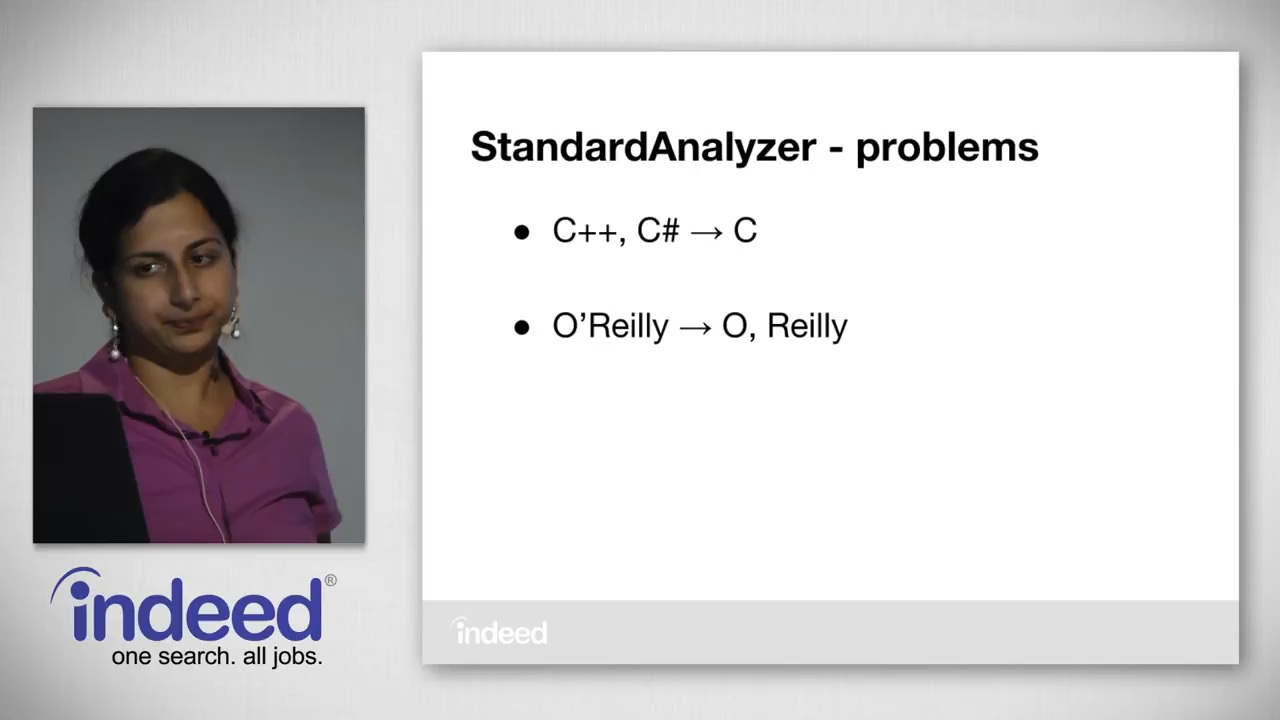 StandardAnalyzer - problems
● C++, C# → C
● O’Reilly → O, Reilly
indeed
indeed®
one search. all jobs.